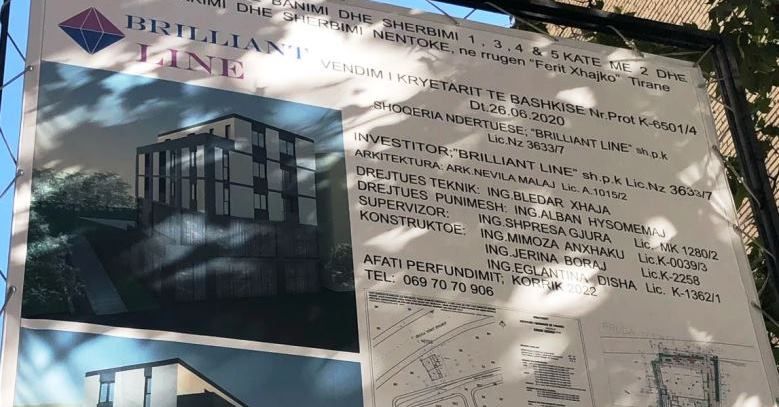 BRILLIANT
LINE
BANIMI DHE SHERBIMI 1, 3, 4 & 5 KATE ME 2 DHE
DHE SHERBIMI NENTOKE, ne rrugen "Ferit Xhajko" Tirane
VENDIM I KRYETARIT TE BASHKISE Nr.Prot K-6501/4
Dt.26.06.2020
SHOQERIA NDERTUESE; "BRILLIANT LINE" sh.p.k
Lic.Nz 3633/7
INVESTITOR;"BRILLIANT LINE" sh.p.k Lic.Nz 3633/7
ARKITEKTURA: ARK.NEVILA MALAJ Lic. A.1015/2
DREJTUES TEKNIK: ING.BLEDAR XHAJA
DREJTUES PUNIMESH: ING.ALBAN HYSOMEMAJ
SUPERVIZOR: ING.SHPRESA GJURA Lic. MK 1280/2
KONSTRUKTOE: ING.MIMOZA ANXHAKU Lic.K-0039/3
ING.JERINA BORAJ Lic.K-2258
ING.EGLANTINA DISHA Lic. K-1362/1
AFATI PERFUNDIMIT; KORRIK 2022
TEL: 069 70 70 906